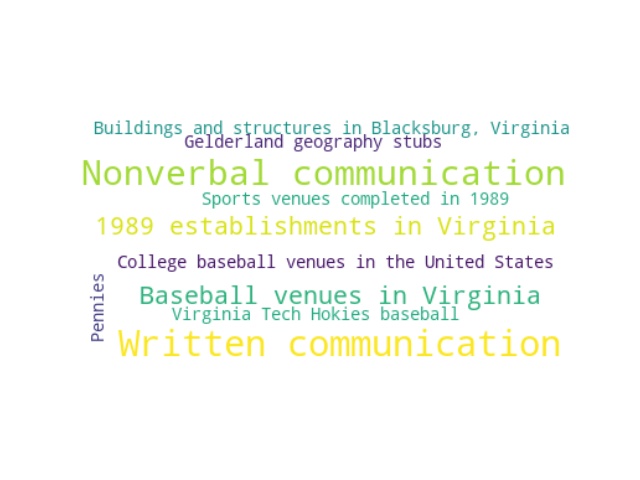 Buildings and structures in Blacksburg, Virginia
Gelderland geography stubs
Nonverbal communication
Sports venues completed in 1989
1989 establishments in Virginia
College baseball venues in the United States
Pennies
Baseball venues in Virginia
Virginia Tech Hokies baseball
Written communication